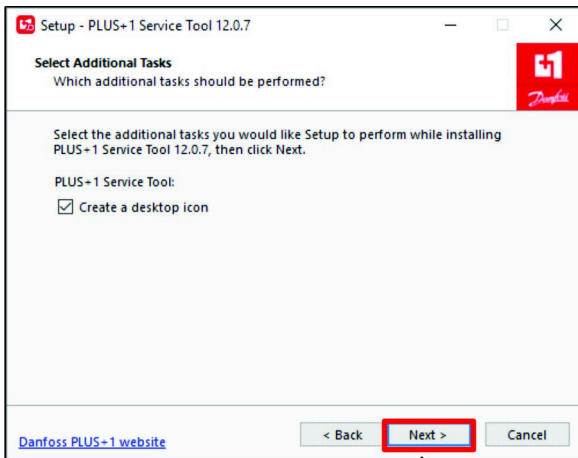 Setup - PLUS+1 Service Tool 12.0.7
Select Additional Tasks
Which additional tasks should be performed?
+1
Danfoss
Select the additional tasks you would like Setup to perform while installing
PLUS+1 Service Tool 12.0.7, then click Next.
PLUS+1 Service Tool:
Create a desktop icon
Danfoss PLUS+1 website
< Back
Next >
Cancel